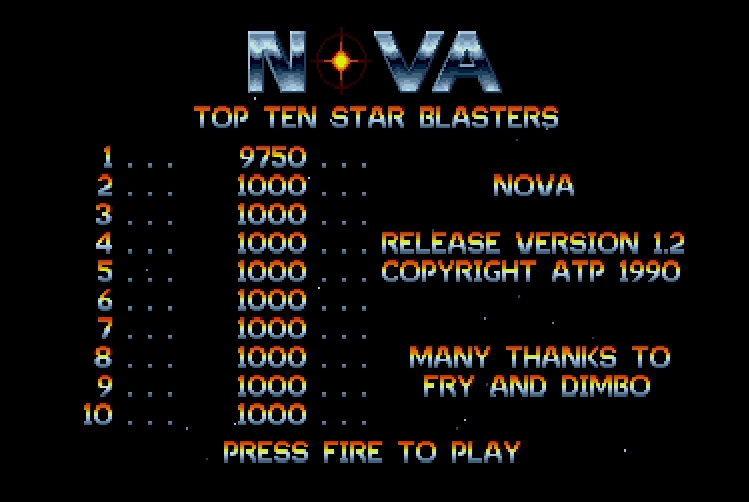 NOVA
TOP TEN STAR BLASTERS
1 . . . 9750 . . .
2 . . . 1000 . . . NOVA
3 . . . 1000 . . .
4 . . . 1000 . . . RELEASE VERSION 1.2
5 . . . 1000 . . . COPYRIGHT ATP 1990
6 . . . 1000 . . .
7 . . . 1000 . . .
8 . . . 1000 . . . MANY THANKS TO
9 . . . 1000 . . . FRY AND DIMBO
10 . . . 1000 . . .
PRESS FIRE TO PLAY